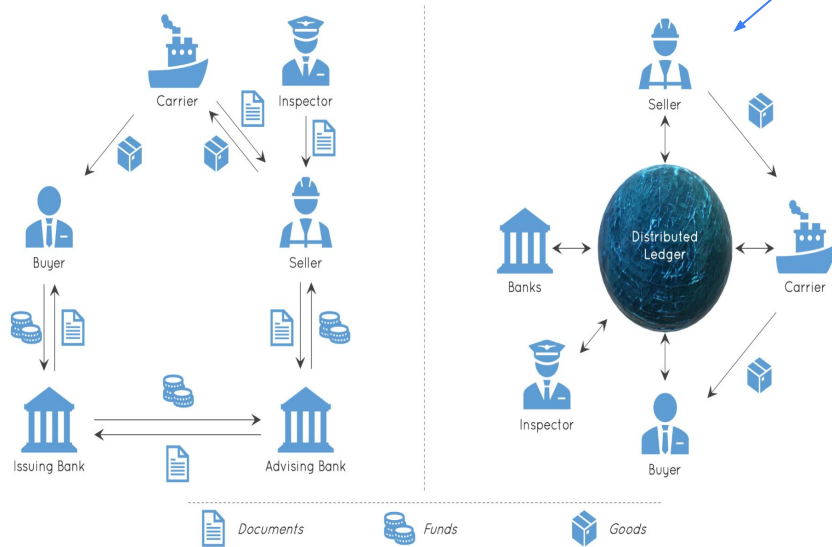 Carrier
Inspector
Buyer
Seller
Issuing Bank
Advising Bank
Seller
Distributed
Ledger
Banks
Carrier
Inspector
Buyer
Documents
Funds
Goods